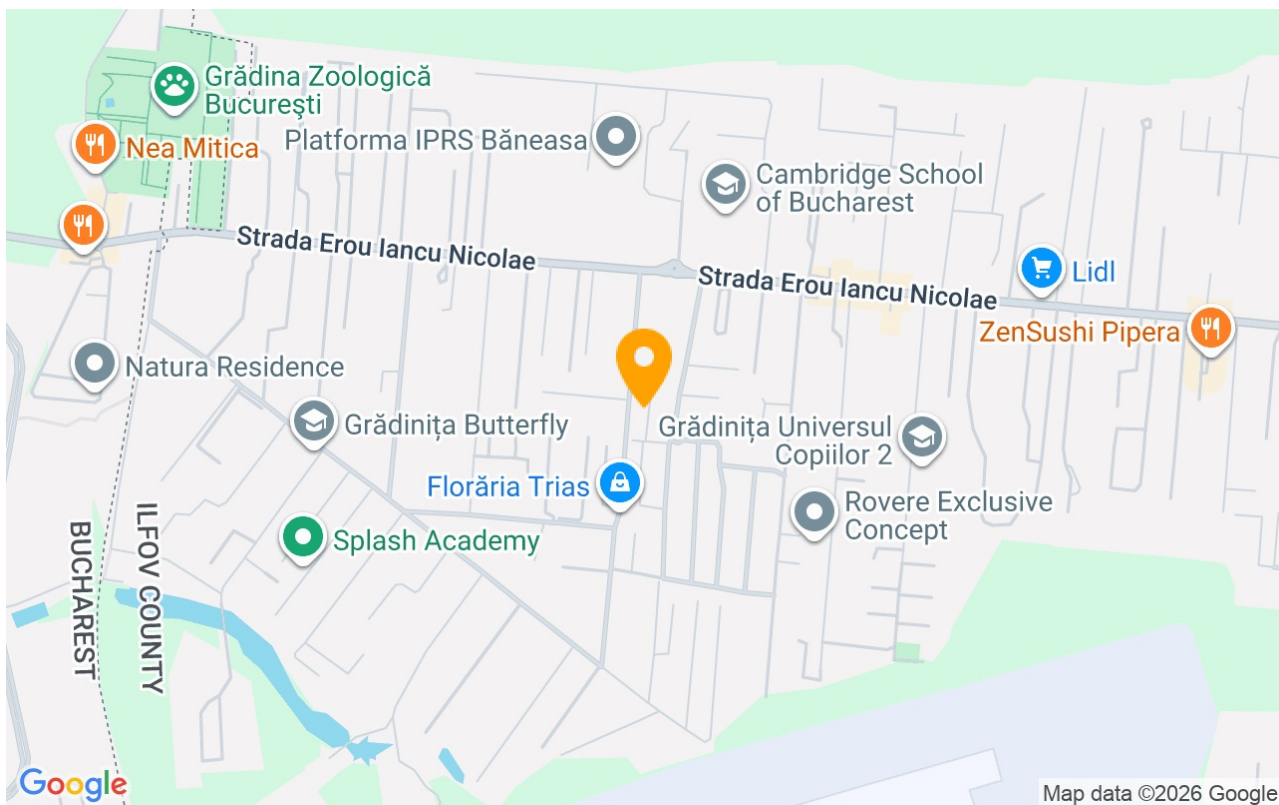 Grădina Zoologică
București
Nea Mitica
Platforma IPRS Băneasa
Cambridge School
of Bucharest
Strada Erou Iancu Nicolae
Strada Erou Iancu Nicolae
Lidl
ZenSushi Pipera
Natura Residence
Grădinița Butterfly
Grădinița Universul
Copiilor 2
Florăria Trias
Rovere Exclusive
Concept
Splash Academy
BUCHAREST
ILFOV COUNTY
Google
Map data ©2026 Google